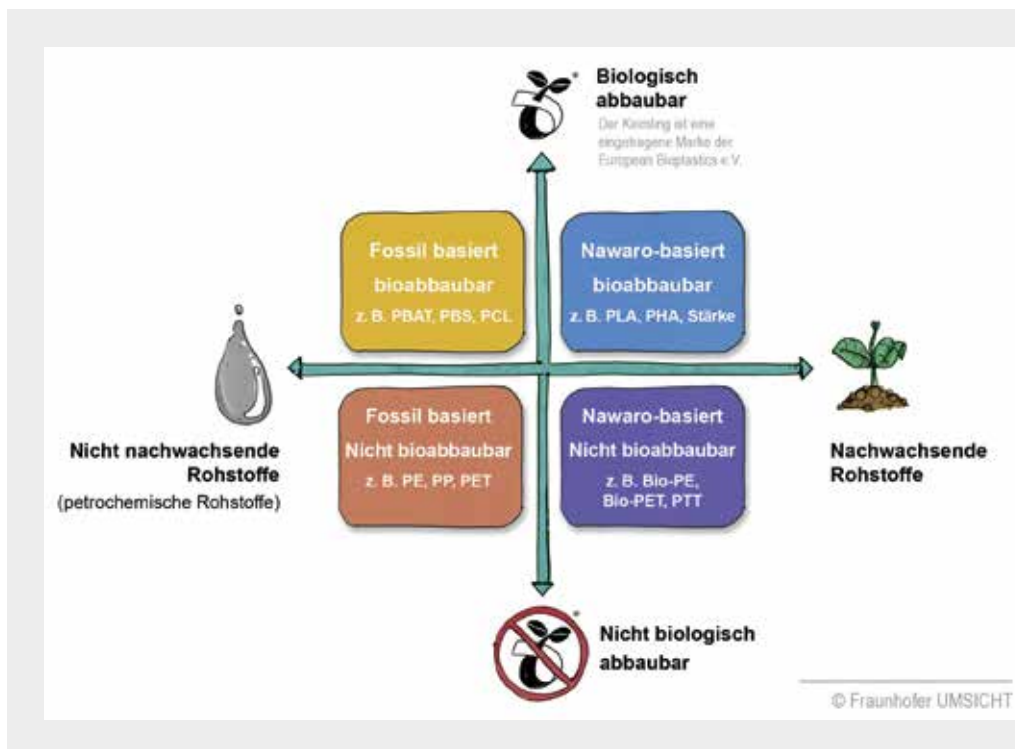 Biologisch
abbaubar
Der Keimling ist eine
eingetragene Marke der
European Bioplastics e.V.
Fossil basiert
bioabbaubar
z. B. PBAT, PBS, PCL
Nawaro-basiert
bioabbaubar
z. B. PLA, PHA, Stärke
Nicht nachwachsende
Rohstoffe
(petrochemische Rohstoffe)
Fossil basiert
Nicht bioabbaubar
z. B. PE, PP, PET
Nawaro-basiert
Nicht bioabbaubar
z. B. Bio-PE,
Bio-PET, PTT
Nachwachsende
Rohstoffe
Nicht biologisch
abbaubar
© Fraunhofer UMSICHT